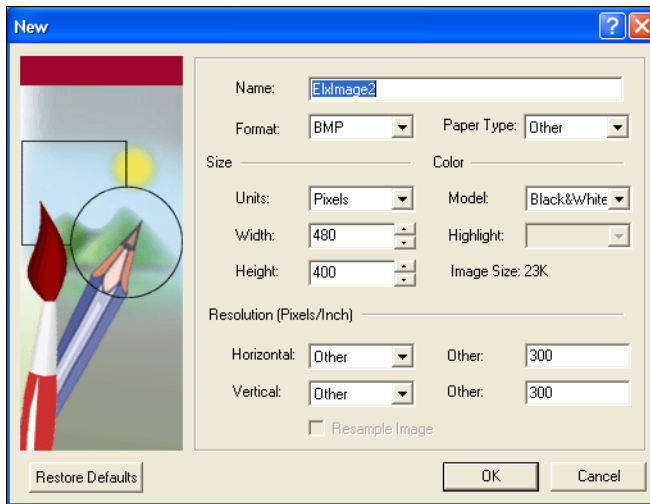 New
Name: ElxImage2
Format: BMP Paper Type: Other
Size Color
Units: Pixels Model: Black&White
Width: 480 Highlight:
Height: 400 Image Size: 23K
Resolution (Pixels/Inch)
Horizontal: Other Other: 300
Vertical: Other Other: 300
Resample Image
Restore Defaults OK Cancel